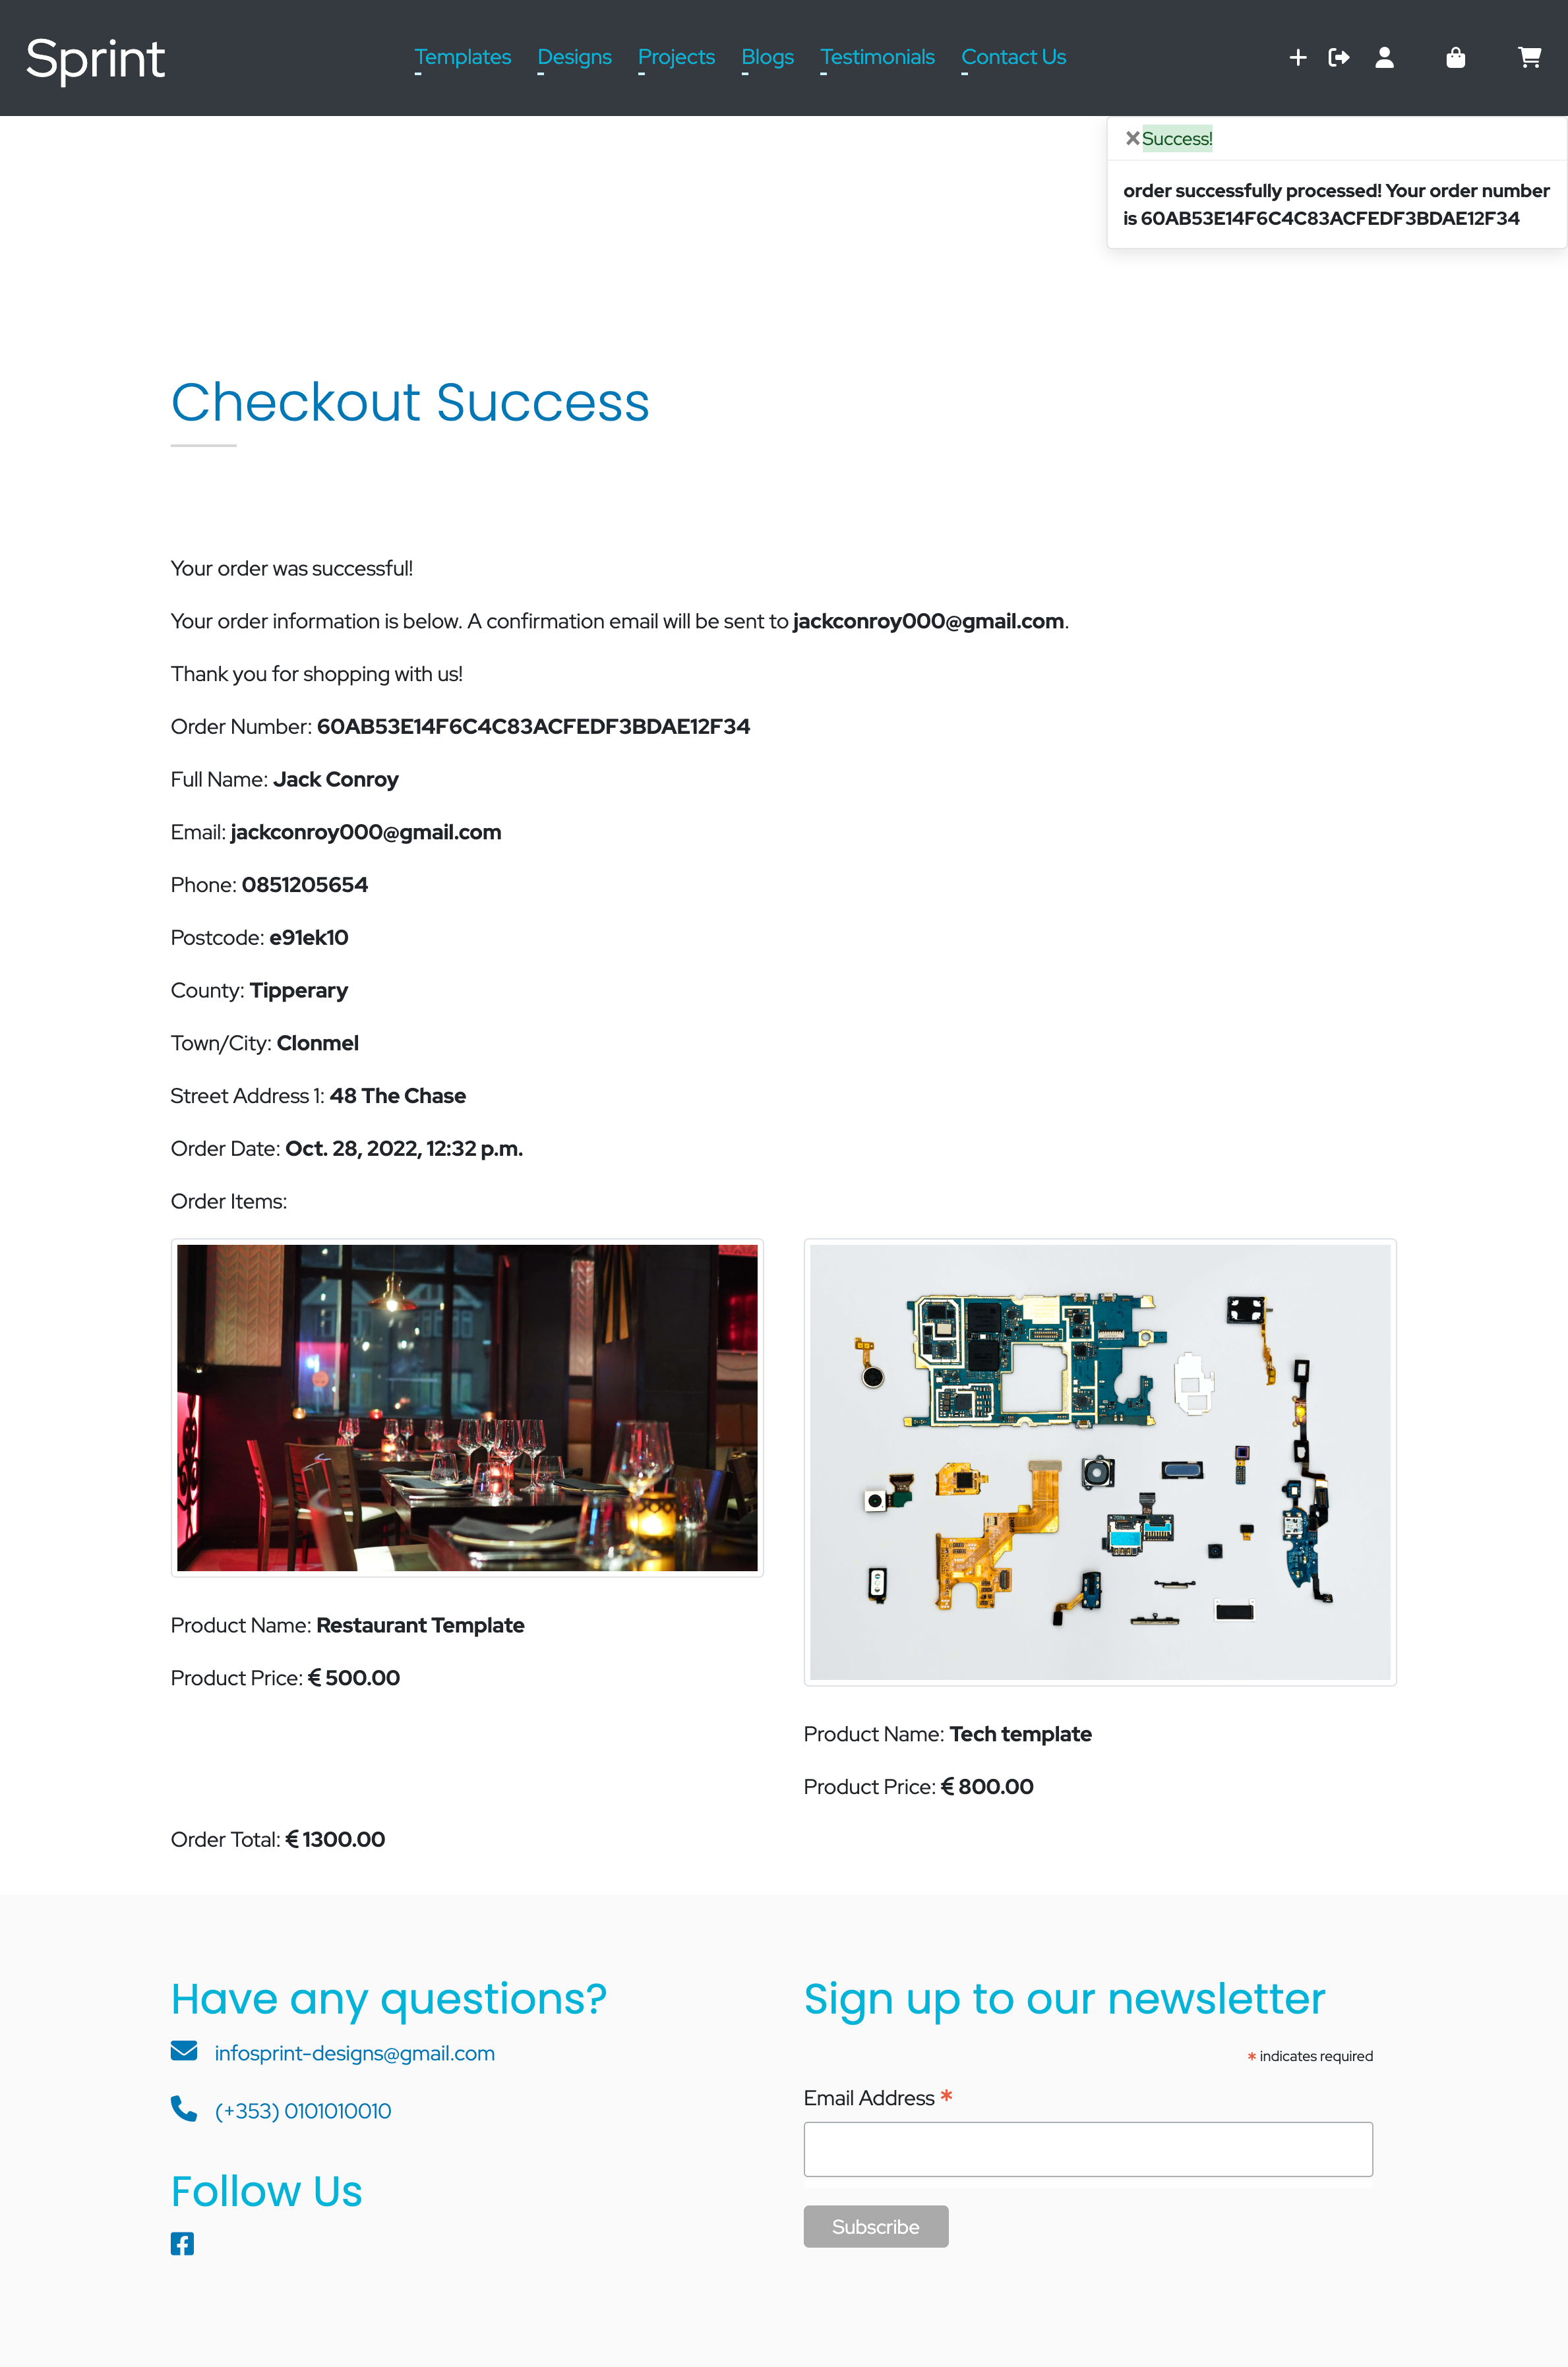 Sprint
Templates Designs Projects Blogs Testimonials Contact Us
Success!
order successfully processed! Your order number
is 60AB53E14F6C4C83ACFEDF3BDAE12F34
Checkout Success
Your order was successful!
Your order information is below. A confirmation email will be sent to jackconroy000@gmail.com.
Thank you for shopping with us!
Order Number: 60AB53E14F6C4C83ACFEDF3BDAE12F34
Full Name: Jack Conroy
Email: jackconroy000@gmail.com
Phone: 0851205654
Postcode: e91ek10
County: Tipperary
Town/City: Clonmel
Street Address 1: 48 The Chase
Order Date: Oct. 28, 2022, 12:32 p.m.
Order Items:
Product Name: Restaurant Template
Product Price: € 500.00
Product Name: Tech template
Product Price: € 800.00
Order Total: € 1300.00
Have any questions?
infosprint-designs@gmail.com
(+353) 0101010010
Follow Us
Sign up to our newsletter
* indicates required
Email Address *
Subscribe